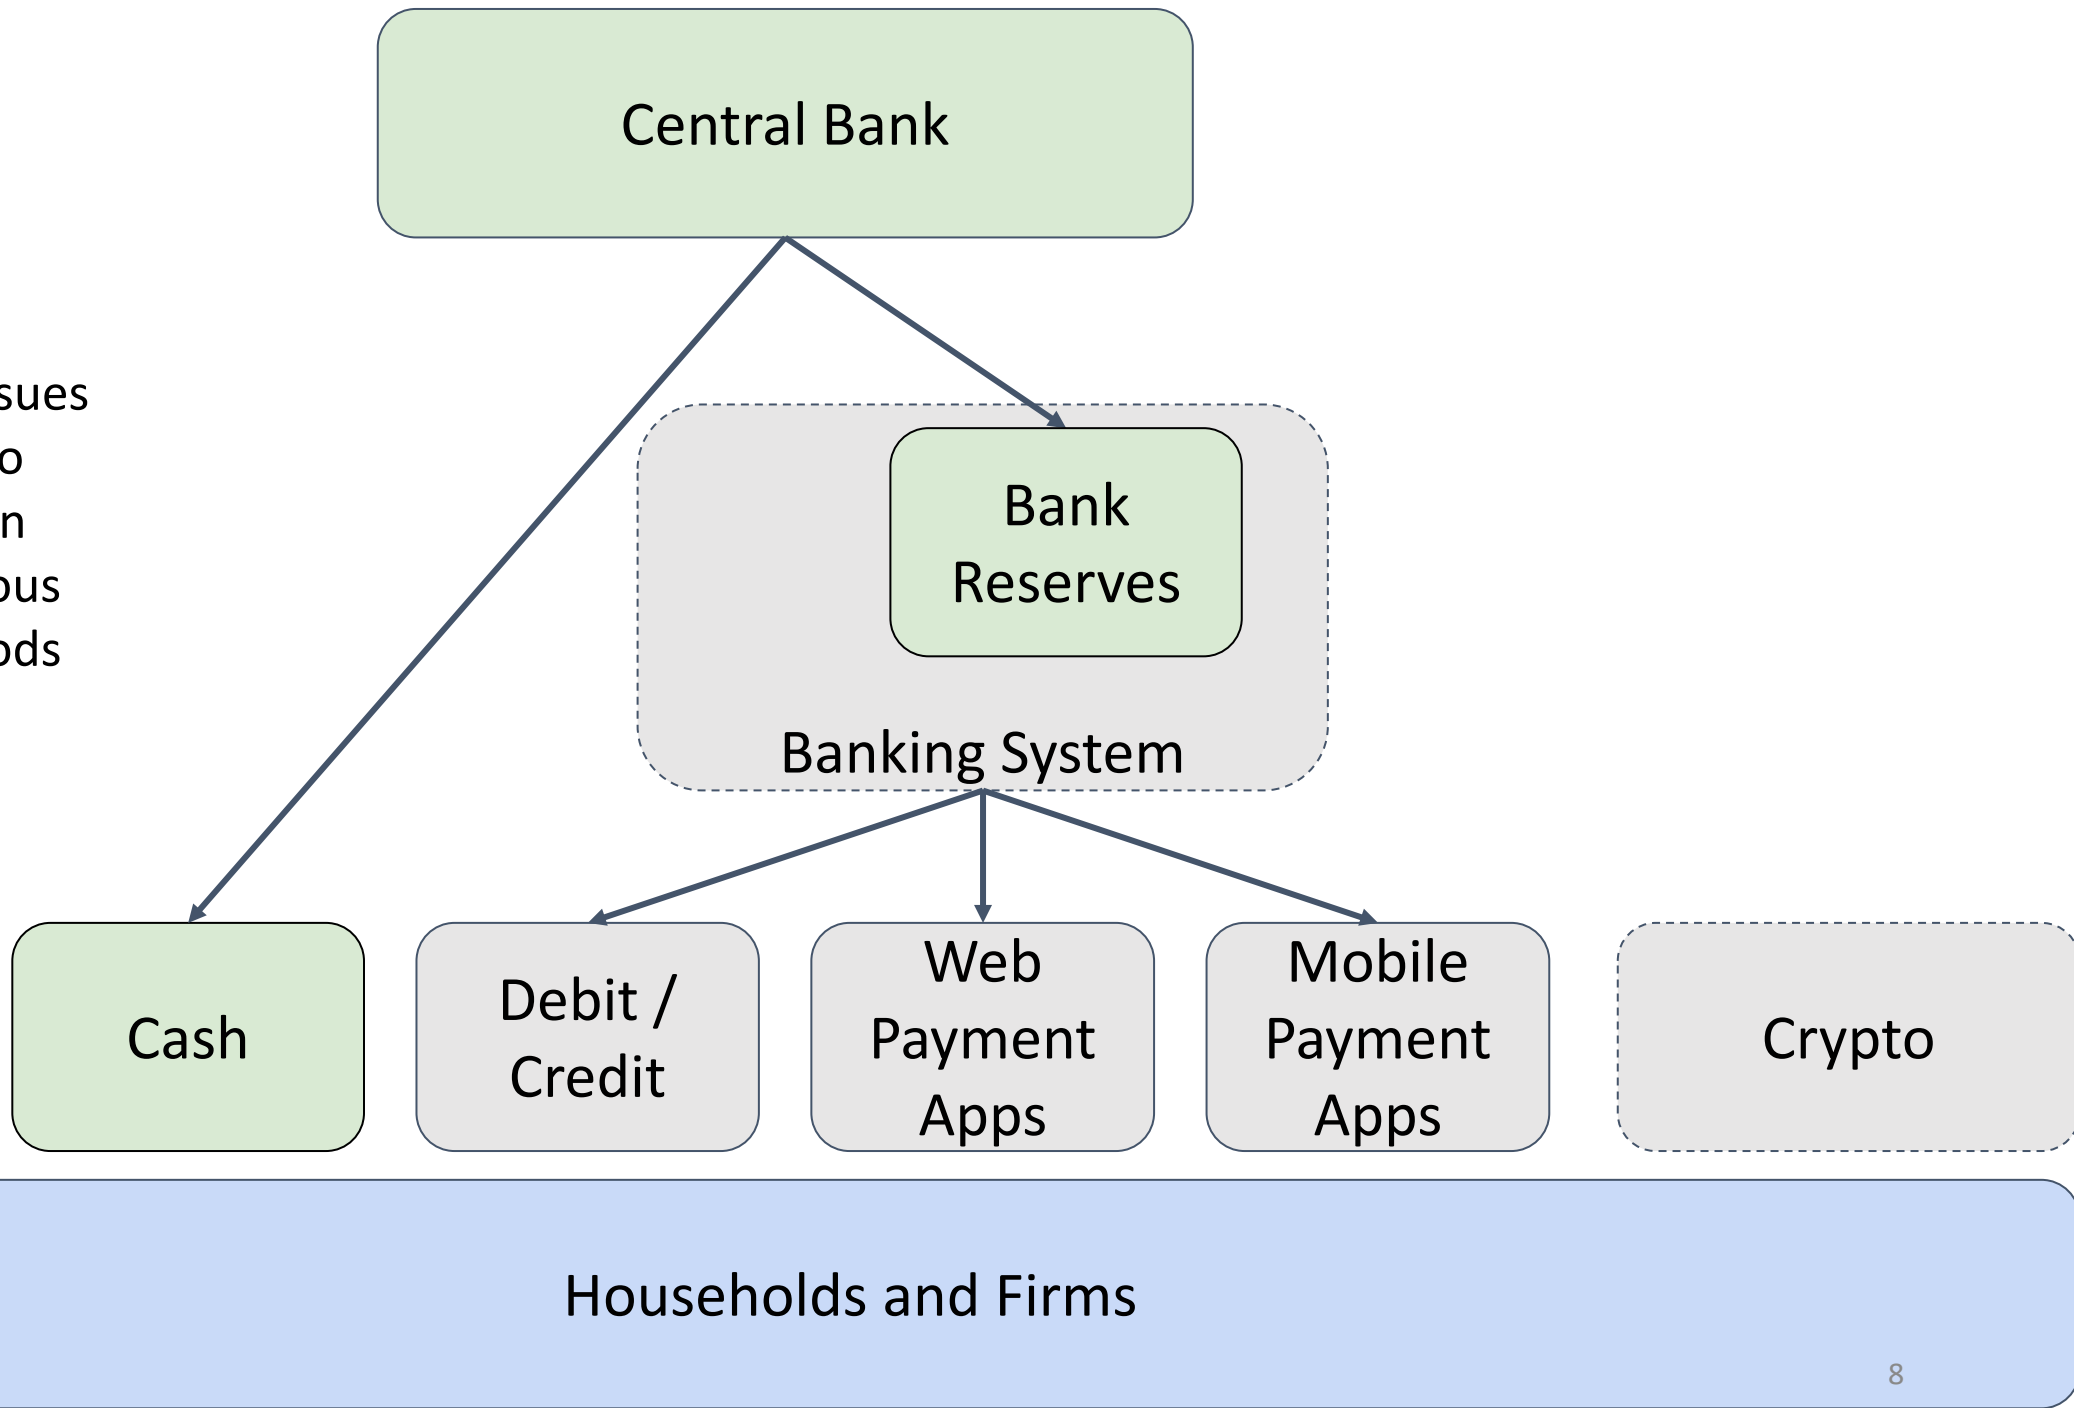 Central Bank
sues
o
n
ous
ods
Bank
Reserves
Banking System
Cash
Debit /
Credit
Web
Payment
Apps
Mobile
Payment
Apps
Crypto
Households and Firms
8